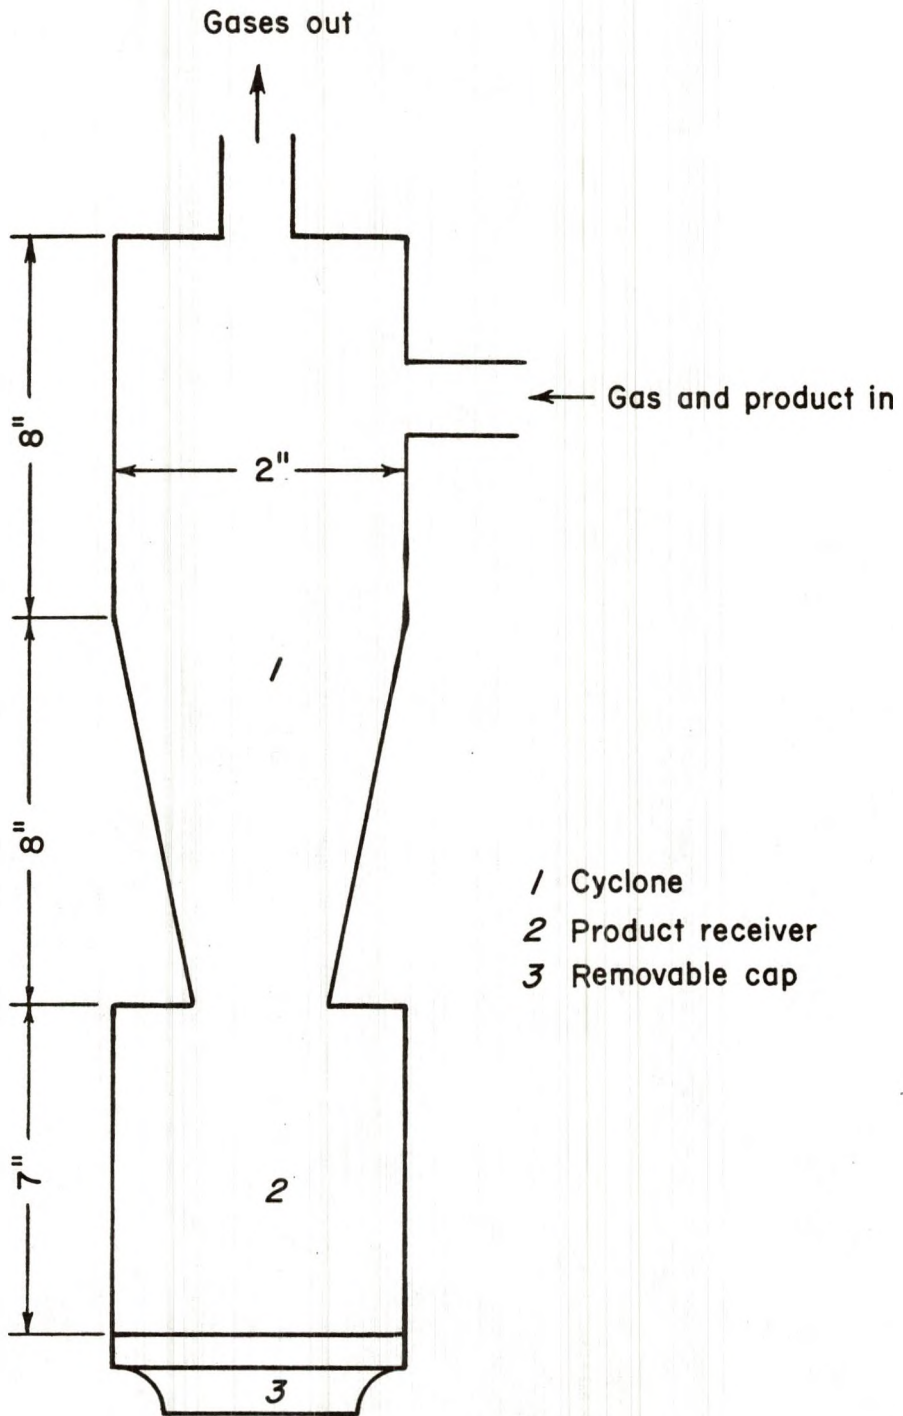 Gases out
Gas and product in
8"
2"
1
8"
1 Cyclone
2 Product receiver
3 Removable cap
7"
2
3